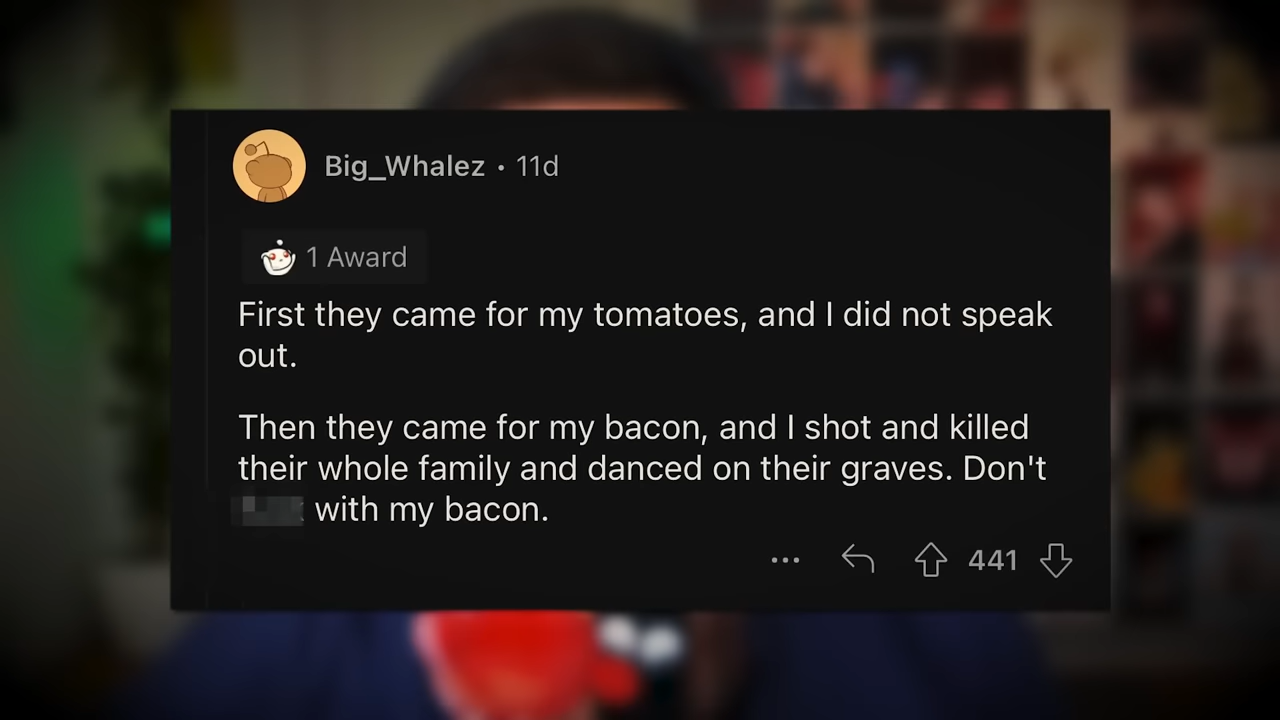 Big_Whalez • 11d
1 Award
First they came for my tomatoes, and I did not speak
out.
Then they came for my bacon, and I shot and killed
their whole family and danced on their graves. Don't
with my bacon.
441